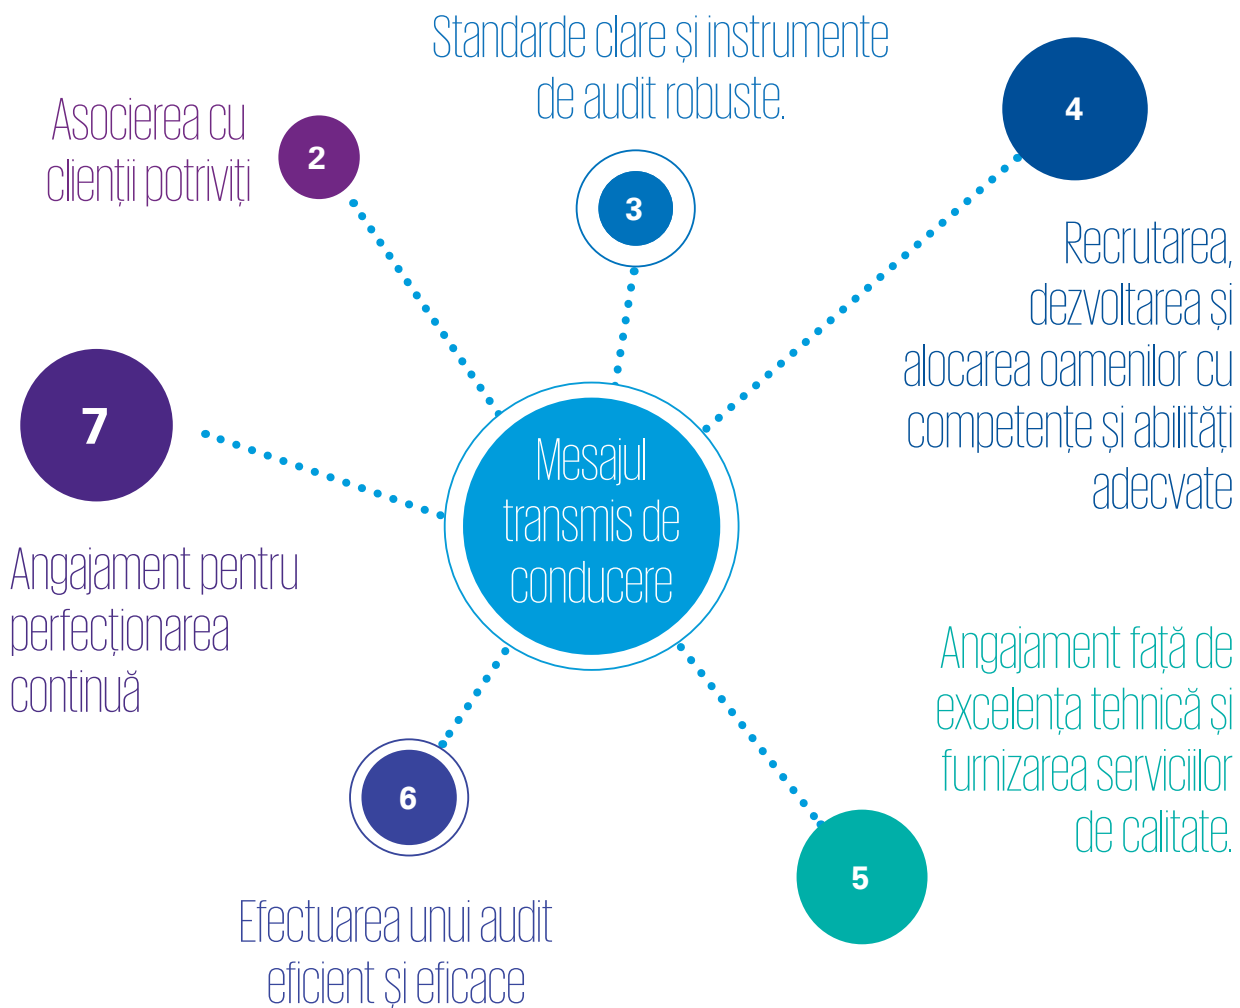 Standarde clare și instrumente
de audit robuste.
4
Asocierea cu
clienții potriviți
2
3
Recrutarea,
dezvoltarea și
alocarea oamenilor cu
competențe și abilități
adecvate
7
Mesajul
transmis de
conducere
Angajament pentru
perfecționarea
continuă
Angajament față de
excelența tehnică și
furnizarea serviciilor
de calitate.
6
5
Efectuarea unui audit
eficient și eficace